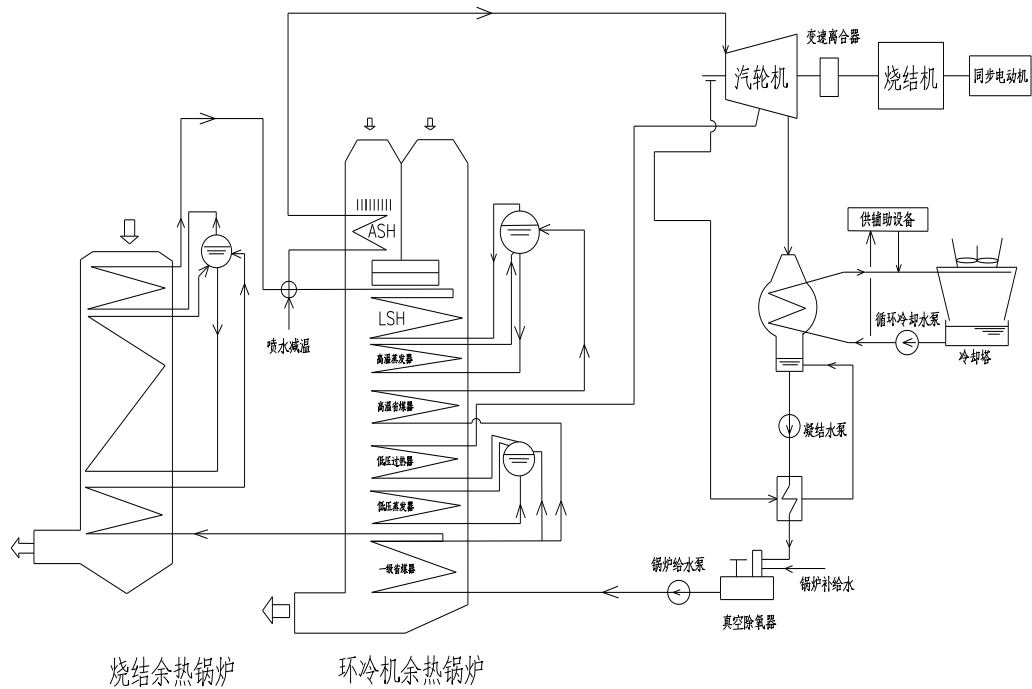 变速离合器
汽轮机
烧结机
同步电动机
ASH
供辅助设备
LSH
喷水减温
循环冷却水泵
冷却塔
高温蒸发器
高温省煤器
凝结水泵
低压过热器
低压蒸发器
一级省煤器
锅炉给水泵
锅炉补给水
真空除氧器
烧结余热锅炉
环冷机余热锅炉